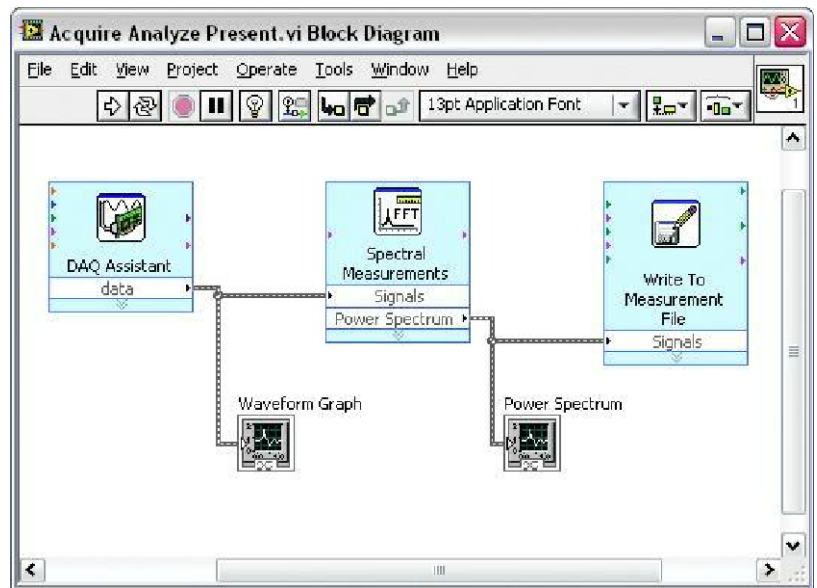 Acquire Analyze Present.vi Block Diagram
File Edit View Project Operate Tools Window Help
13pt Application Font
1
DAQ Assistant
data
FFT
Spectral
Measurements
Signals
Power Spectrum
Write To
Measurement
File
Signals
Waveform Graph
Power Spectrum